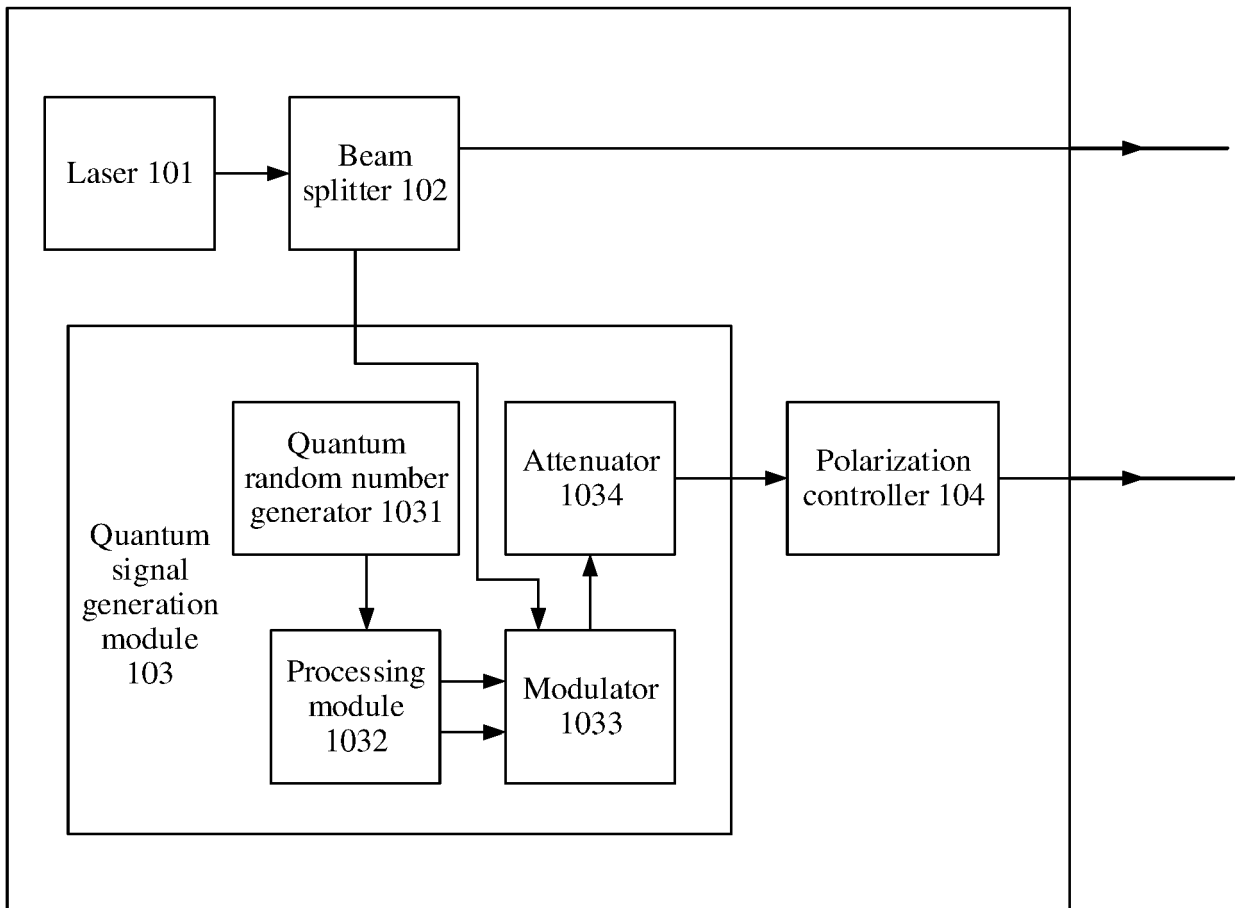 Laser 101
Beam
splitter 102
Quantum
random number
generator 1031
Attenuator
1034
Polarization
controller 104
Quantum
signal
generation
module
103
Processing
module
1032
Modulator
1033